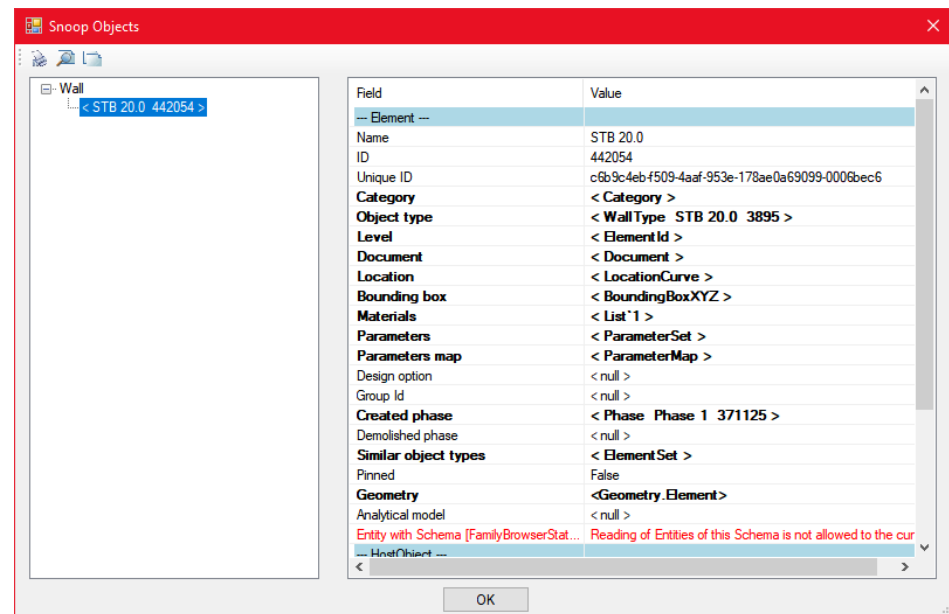 Snoop Objects
Wall
< STB 20.0 442054 >
Field Value
--- Element ---
Name STB 20.0
ID 442054
Unique ID c6b9c4eb-f509-4aaf-953e-178ae0a69099-0006bec6
Category < Category >
Object type < WallType STB 20.0 3895 >
Level < ElementId >
Document < Document >
Location < LocationCurve >
Bounding box < BoundingBoxXYZ >
Materials < List`1 >
Parameters < ParameterSet >
Parameters map < ParameterMap >
Design option < null >
Group Id < null >
Created phase < Phase Phase 1 371125 >
Demolished phase < null >
Similar object types < ElementSet >
Pinned False
Geometry <Geometry.Element>
Analytical model < null >
Entity with Schema [FamilyBrowserStat... Reading of Entities of this Schema is not allowed to the cur
--- HostObject ---
OK